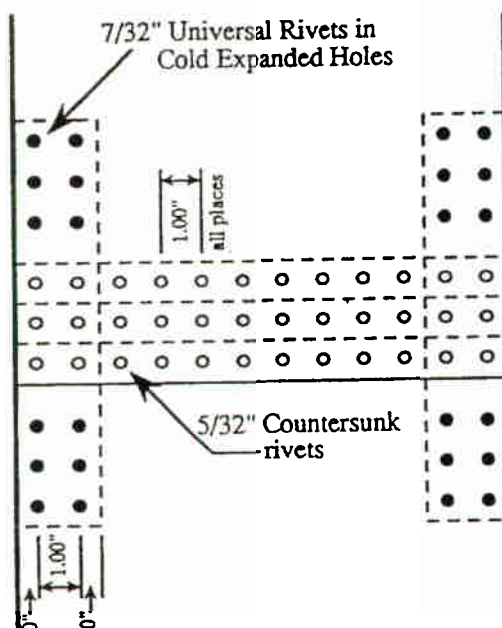 7/32" Universal Rivets in
Cold Expanded Holes
1.00"
all places
5/32" Countersunk
rivets
1.00"